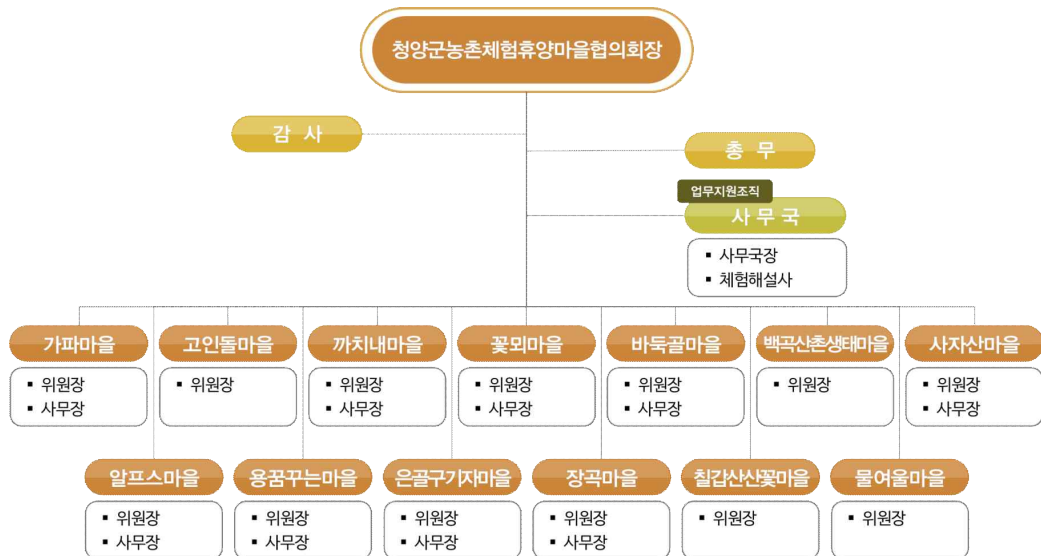 청양군농촌체험휴양마을협의회장
감 사
총 무
업무지원조직
사 무 국
▪ 사무국장
▪ 체험해설사
가파마을
▪ 위원장
▪ 사무장
고인돌마을
▪ 위원장
까치내마을
▪ 위원장
▪ 사무장
꽃뫼마을
▪ 위원장
▪ 사무장
바둑골마을
▪ 위원장
▪ 사무장
백곡산촌생태마을
▪ 위원장
사자산마을
▪ 위원장
▪ 사무장
알프스마을
▪ 위원장
▪ 사무장
용꿈꾸는마을
▪ 위원장
▪ 사무장
은골구기자마을
▪ 위원장
▪ 사무장
장곡마을
▪ 위원장
▪ 사무장
칠갑산산꽃마을
▪ 위원장
물여울마을
▪ 위원장